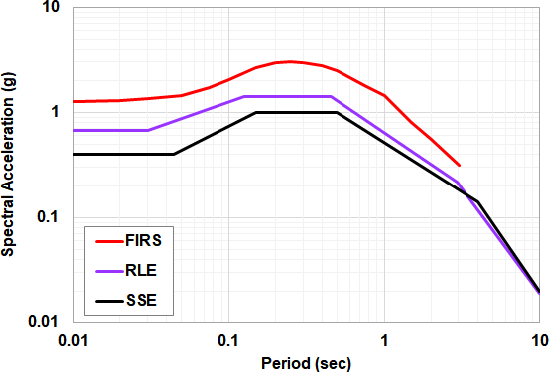 10
1
0.1
0.01
Spectral Acceleration (g)
FIRS
RLE
SSE
0.01 0.1 1 10
Period (sec)